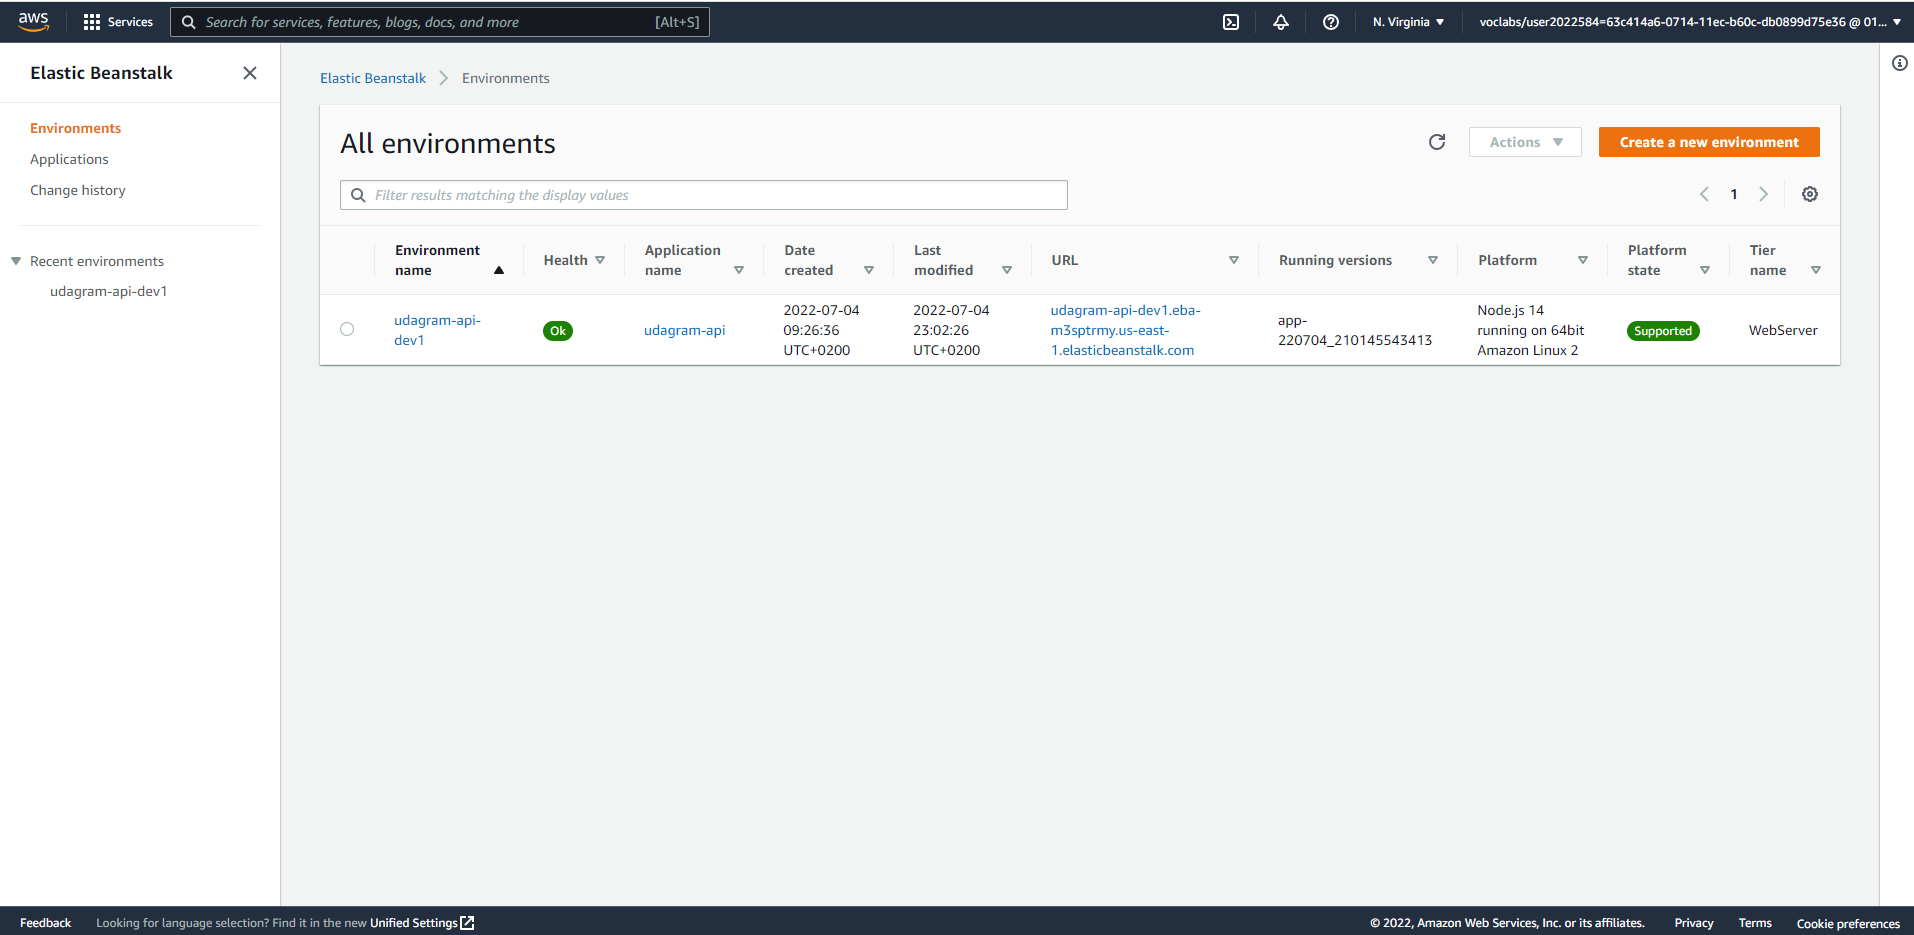 aws
Services
Search for services, features, blogs, docs, and more
[Alt+S]
N. Virginia
voclabs/user2022584=63c414a6-0714-11ec-b60c-db0899d75e36 @ 01...
Elastic Beanstalk
Environments
Applications
Change history
Recent environments
udagram-api-dev1
Elastic Beanstalk
Environments
All environments
Actions
Create a new environment
Filter results matching the display values
1
Environment
name
Health
Application
name
Date
created
Last
modified
URL
Running versions
Platform
Platform
state
Tier
name
udagram-api-
dev1
Ok
udagram-api
2022-07-04
09:26:36
UTC+0200
2022-07-04
23:02:26
UTC+0200
udagram-api-dev1.eba-
m3sptrmy.us-east-
1.elasticbeanstalk.com
app-
220704_210145543413
Node.js 14
running on 64bit
Amazon Linux 2
Supported
WebServer
Feedback
Looking for language selection? Find it in the new Unified Settings
© 2022, Amazon Web Services, Inc. or its affiliates.
Privacy
Terms
Cookie preferences